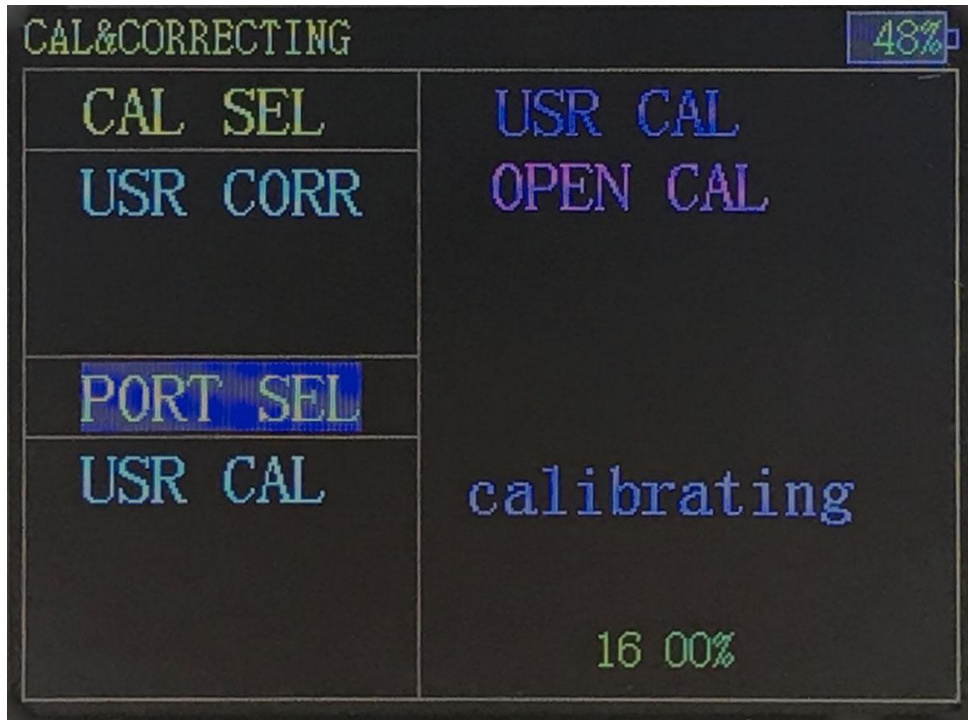 CAL&CORRECTING
48%
CAL SEL
USR CORR
PORT SEL
USR CAL
USR CAL
OPEN CAL
calibrating
16 00%